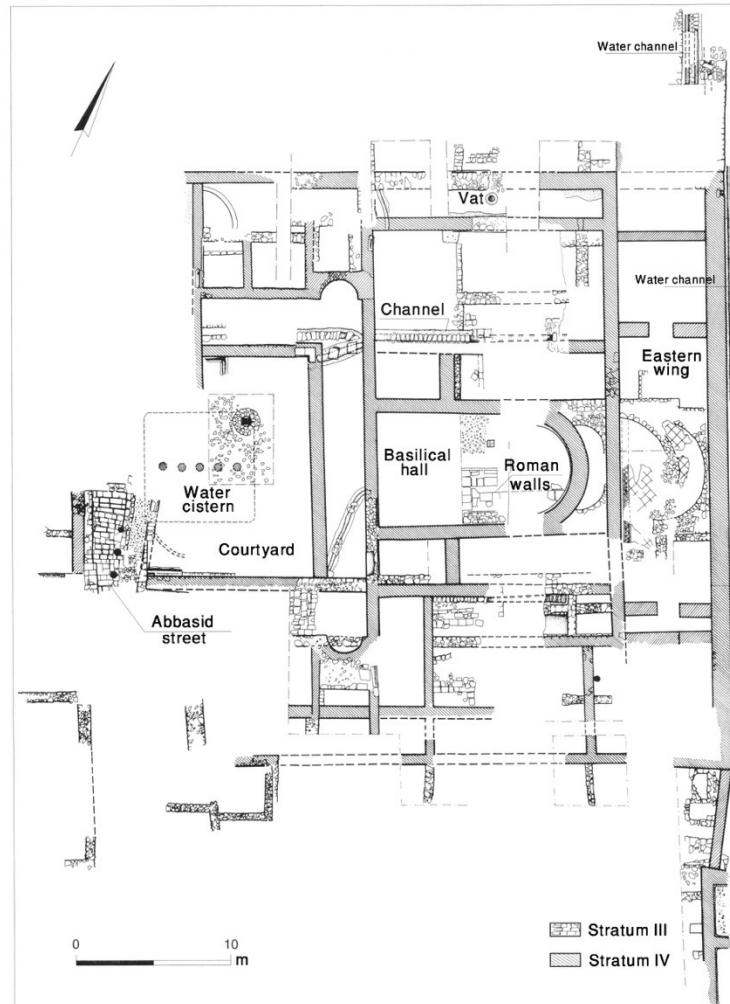 Water channel
Vat
Water channel
Channel
Eastern
wing
Basilical
hall
Roman
walls
Water
cistern
Courtyard
Abbasid
street
Stratum III
Stratum IV
0 10
m